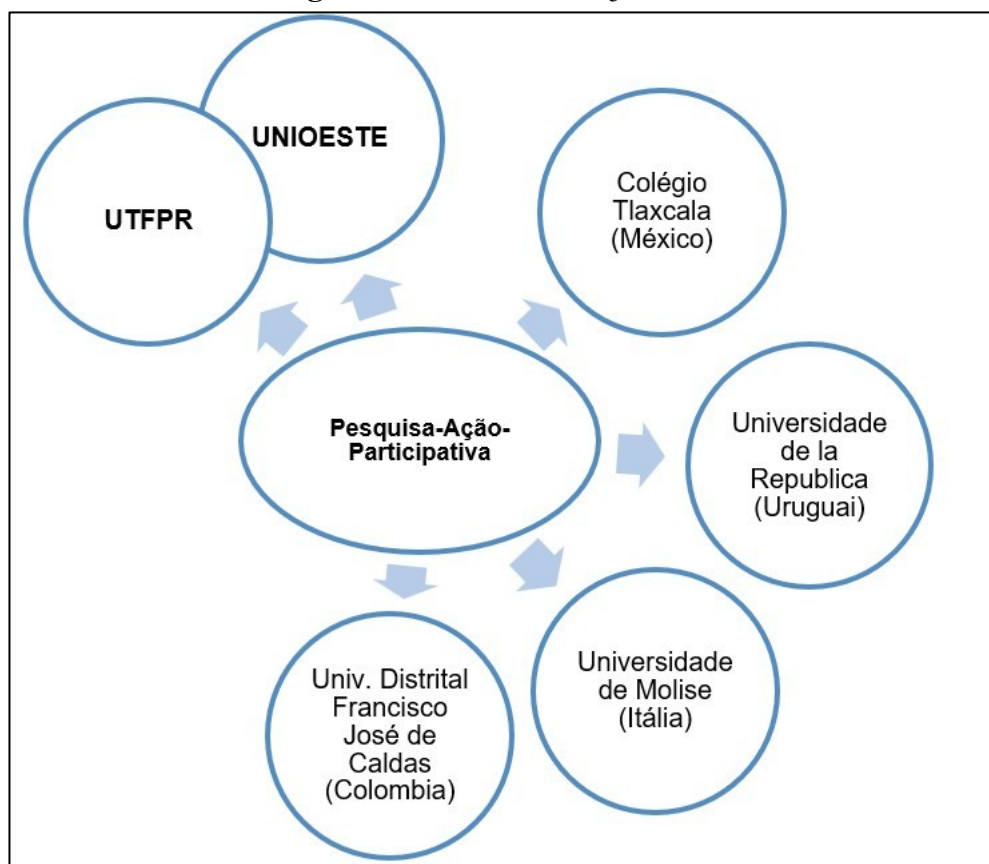 UNIOESTE
UTFPR
Colégio
Tlaxcala
(México)
Pesquisa-Ação-
Participativa
Universidade
de la
Republica
(Uruguai)
Universidade
de Molise
(Itália)
Univ. Distrital
Francisco
José de
Caldas
(Colombia)